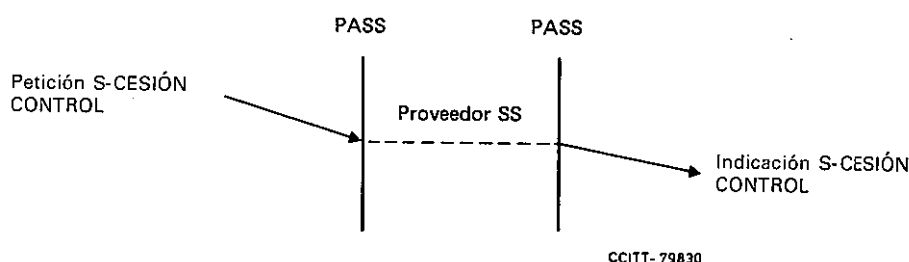 PASS PASS
Petición S-CESIÓN
CONTROL
Proveedor SS
Indicación S-CESIÓN
CONTROL
CCITT-79830